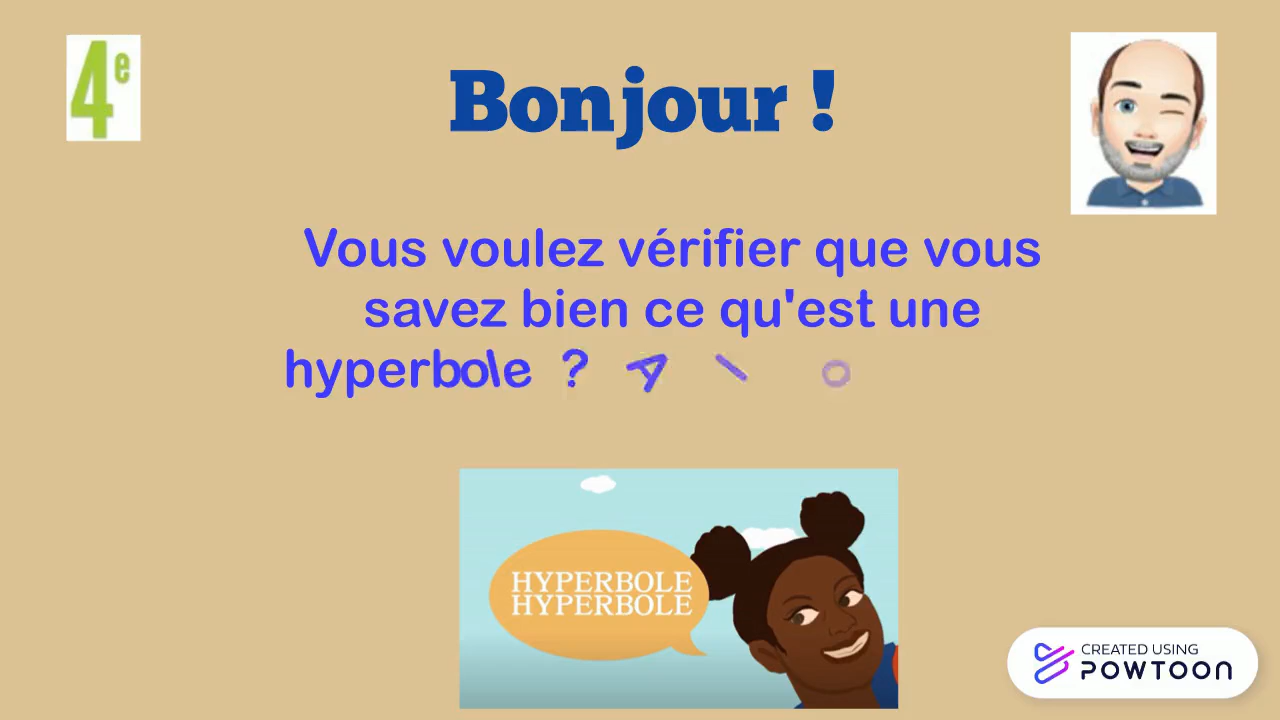 4e
Bonjour !
Vous voulez vérifier que vous
savez bien ce qu'est une
hyperbole ?
HYPERBOLE
HYPERBOLE
CREATED USING
POWTOON